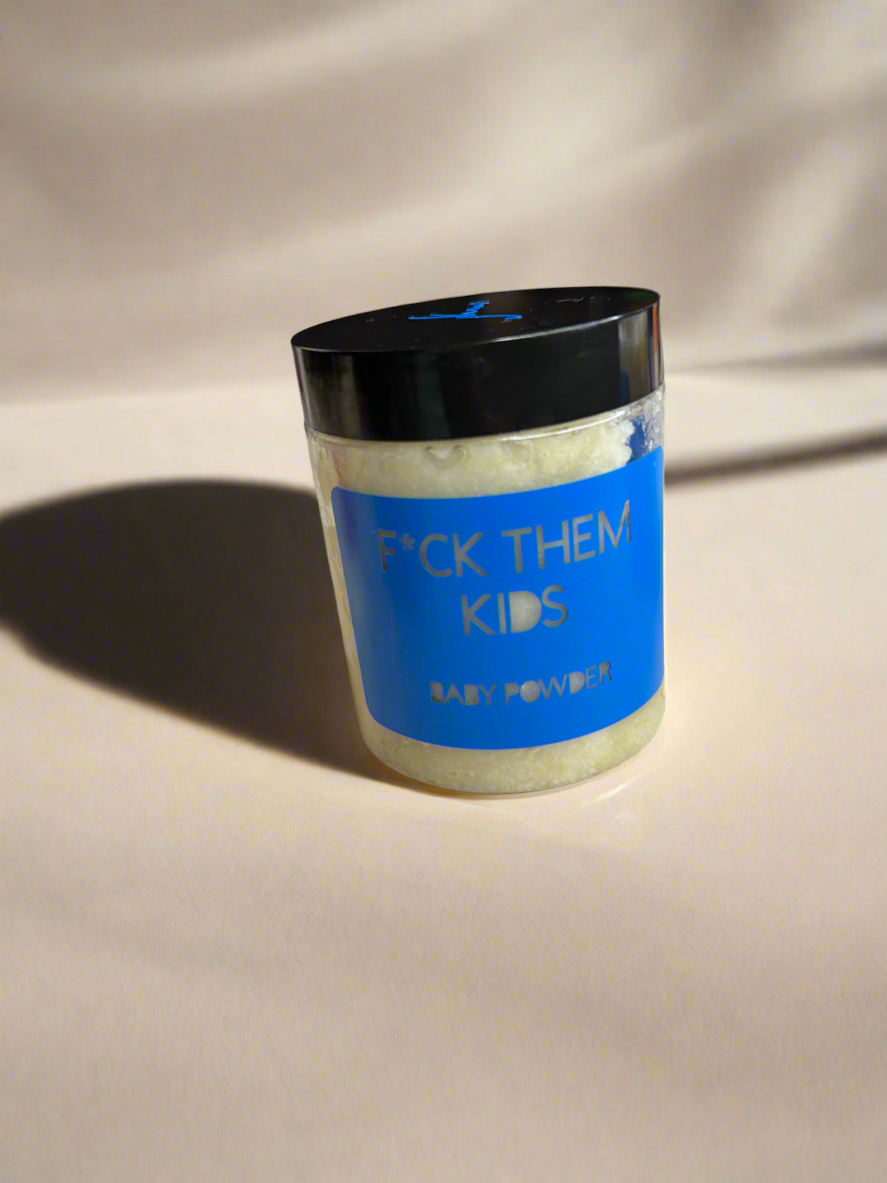 F*CK THEM
KIDS
BABY POWDER